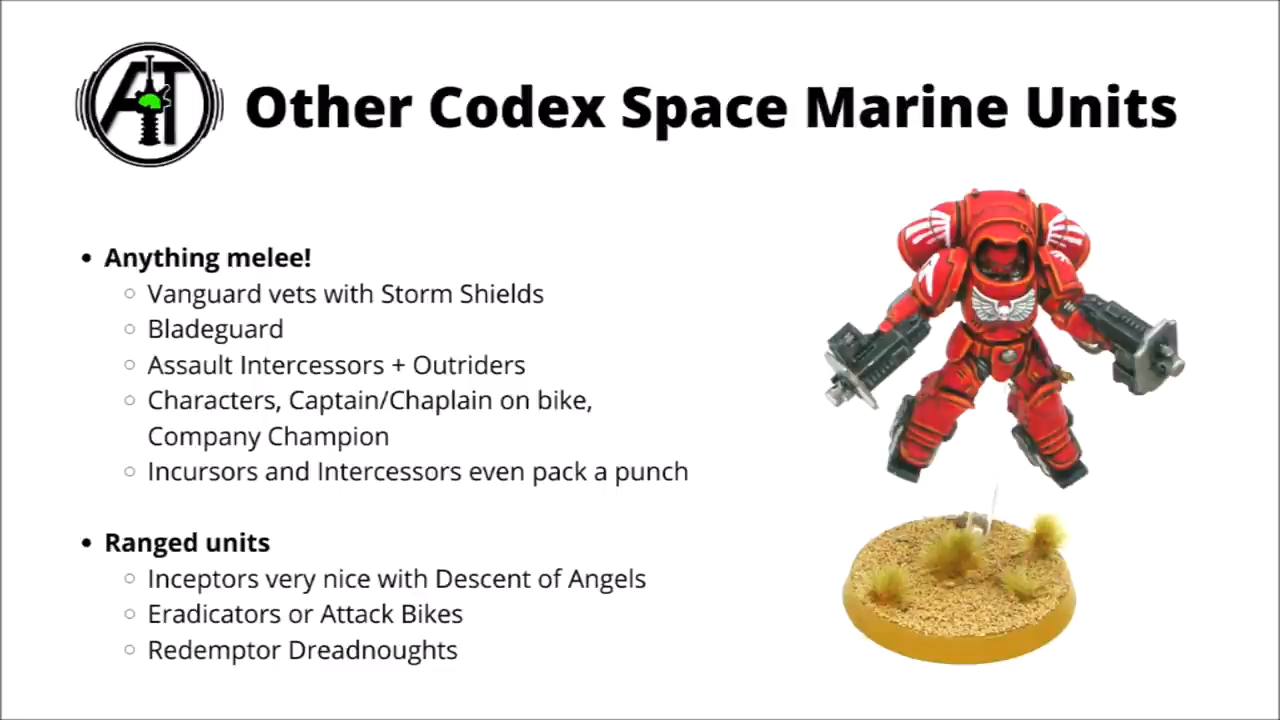 AT
Other Codex Space Marine Units
Anything melee!
Vanguard vets with Storm Shields
Bladeguard
Assault Intercessors + Outriders
Characters, Captain/Chaplain on bike,
Company Champion
Incursors and Intercessors even pack a punch
Ranged units
Inceptors very nice with Descent of Angels
Eradicators or Attack Bikes
Redemptor Dreadnoughts